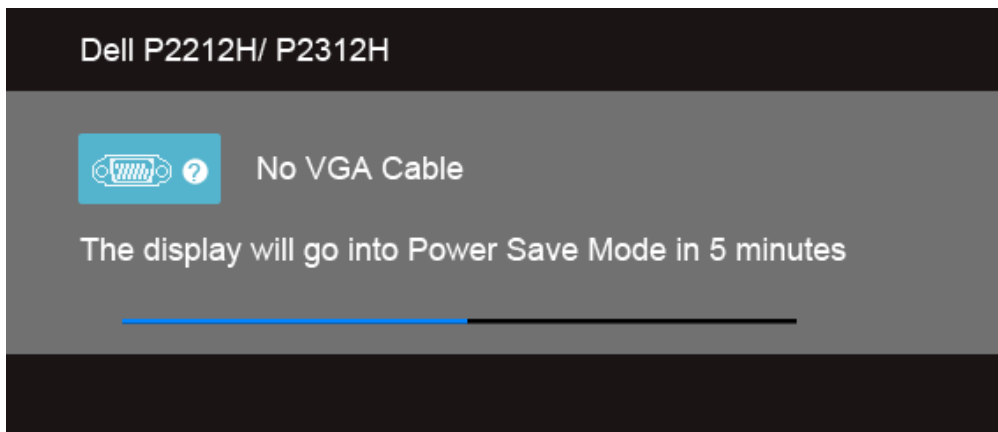 Dell P2212H/ P2312H
No VGA Cable
The display will go into Power Save Mode in 5 minutes